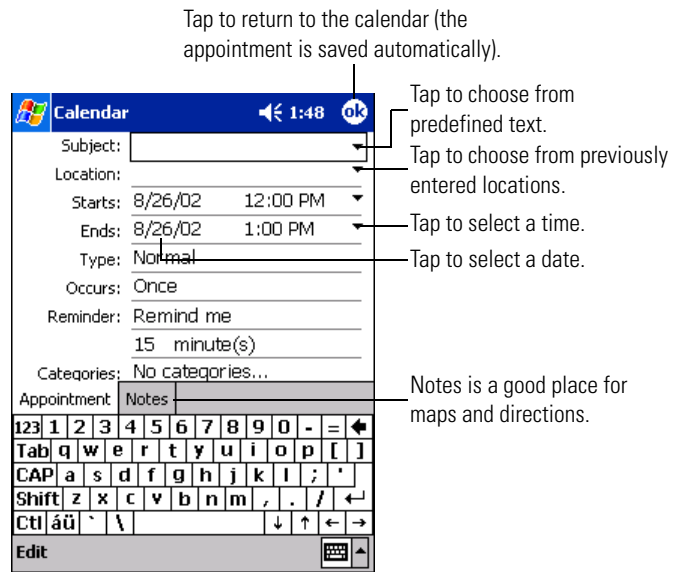 Tap to return to the calendar (the
appointment is saved automatically).
Calendar 1:48 ok
Tap to choose from
predefined text.
Subject:
Tap to choose from previously
entered locations.
Location:
Starts: 8/26/02 12:00 PM
Ends: 8/26/02 1:00 PM
Tap to select a time.
Type: Normal
Tap to select a date.
Occurs: Once
Reminder: Remind me
15 minute(s)
Categories: No categories...
Appointment Notes
Notes is a good place for
maps and directions.
123 1 2 3 4 5 6 7 8 9 0 - = 
Tab q w e r t y u i o p [ ]
CAP a s d f g h j k l ; '
Shift z x c v b n m , . /
Ctl áü ` \ ↓ ↑ ← →
Edit